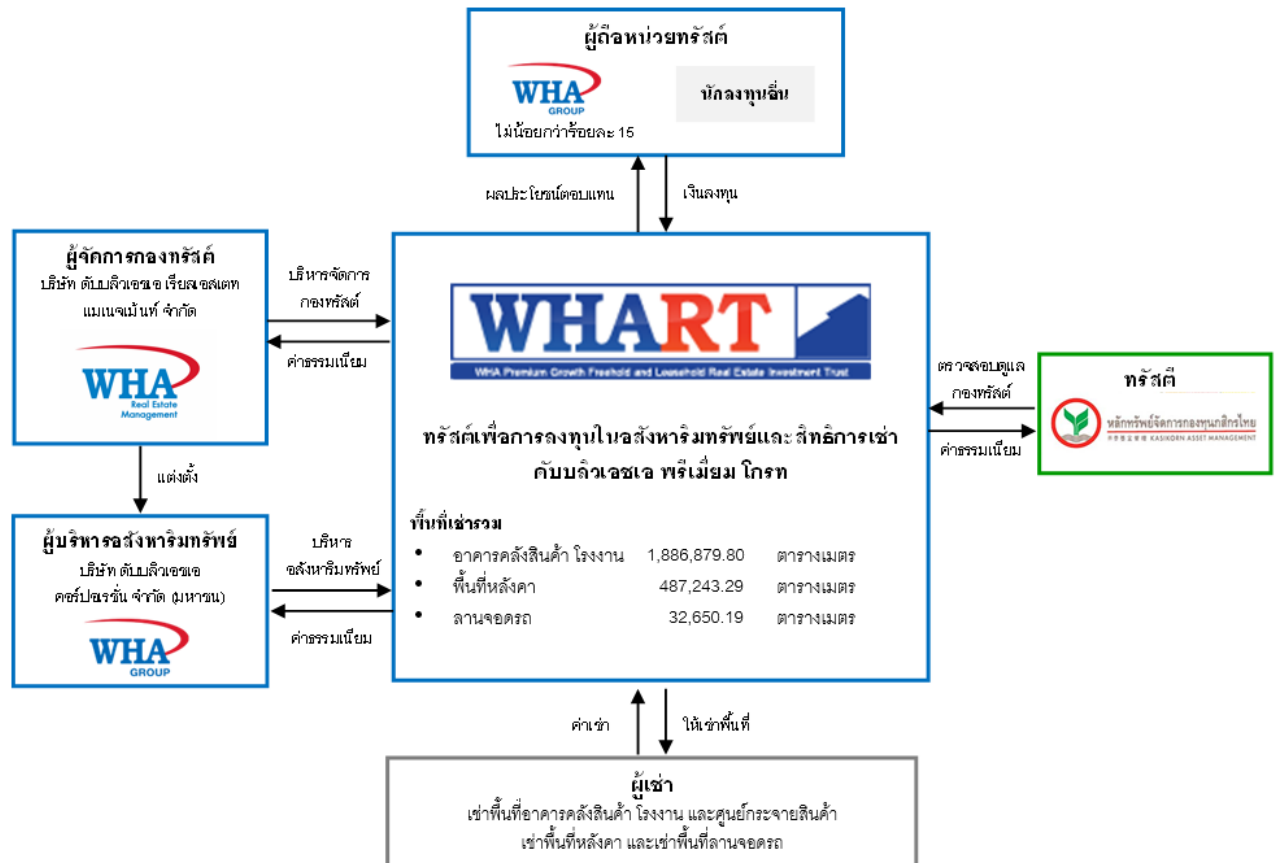 ผู้ถือหน่วยทรัสต์
WHA
GROUP
ไม่น้อยกว่าร้อยละ 15
นักลงทุนอื่น
ผลประโยชน์ตอบแทน
เงินลงทุน
ผู้จัดการกองทรัสต์
บริษัท ดับบลิวเอชเอ เรียลเอสเตท
แมเนจเม้นท์ จำกัด
WHA
Real Estate
Management
บริหารจัดการ
กองทรัสต์
ค่าธรรมเนียม
WHART
WHA Premium Growth Freehold and Leasehold Real Estate Investment Trust
ทรัสต์เพื่อการลงทุนในอสังหาริมทรัพย์และสิทธิการเช่า
ดับบลิวเอชเอ พรีเมี่ยม โกรท
พื้นที่เช่ารวม
• อาคารคลังสินค้า โรงงาน 1,886,879.80 ตารางเมตร
• พื้นที่หลังคา 487,243.29 ตารางเมตร
• ลานจอดรถ 32,650.19 ตารางเมตร
ตรวจสอบดูแล
กองทรัสต์
ค่าธรรมเนียม
ทรัสตี
หลักทรัพย์จัดการกองทุนกสิกรไทย
KASIKORN ASSET MANAGEMENT
แต่งตั้ง
ผู้บริหารอสังหาริมทรัพย์
บริษัท ดับบลิวเอชเอ
คอร์ปอเรชั่น จำกัด (มหาชน)
WHA
GROUP
บริหาร
อสังหาริมทรัพย์
ค่าธรรมเนียม
ค่าเช่า
ให้เช่าพื้นที่
ผู้เช่า
เช่าพื้นที่อาคารคลังสินค้า โรงงาน และศูนย์กระจายสินค้า
เช่าพื้นที่หลังคา และเช่าพื้นที่ลานจอดรถ